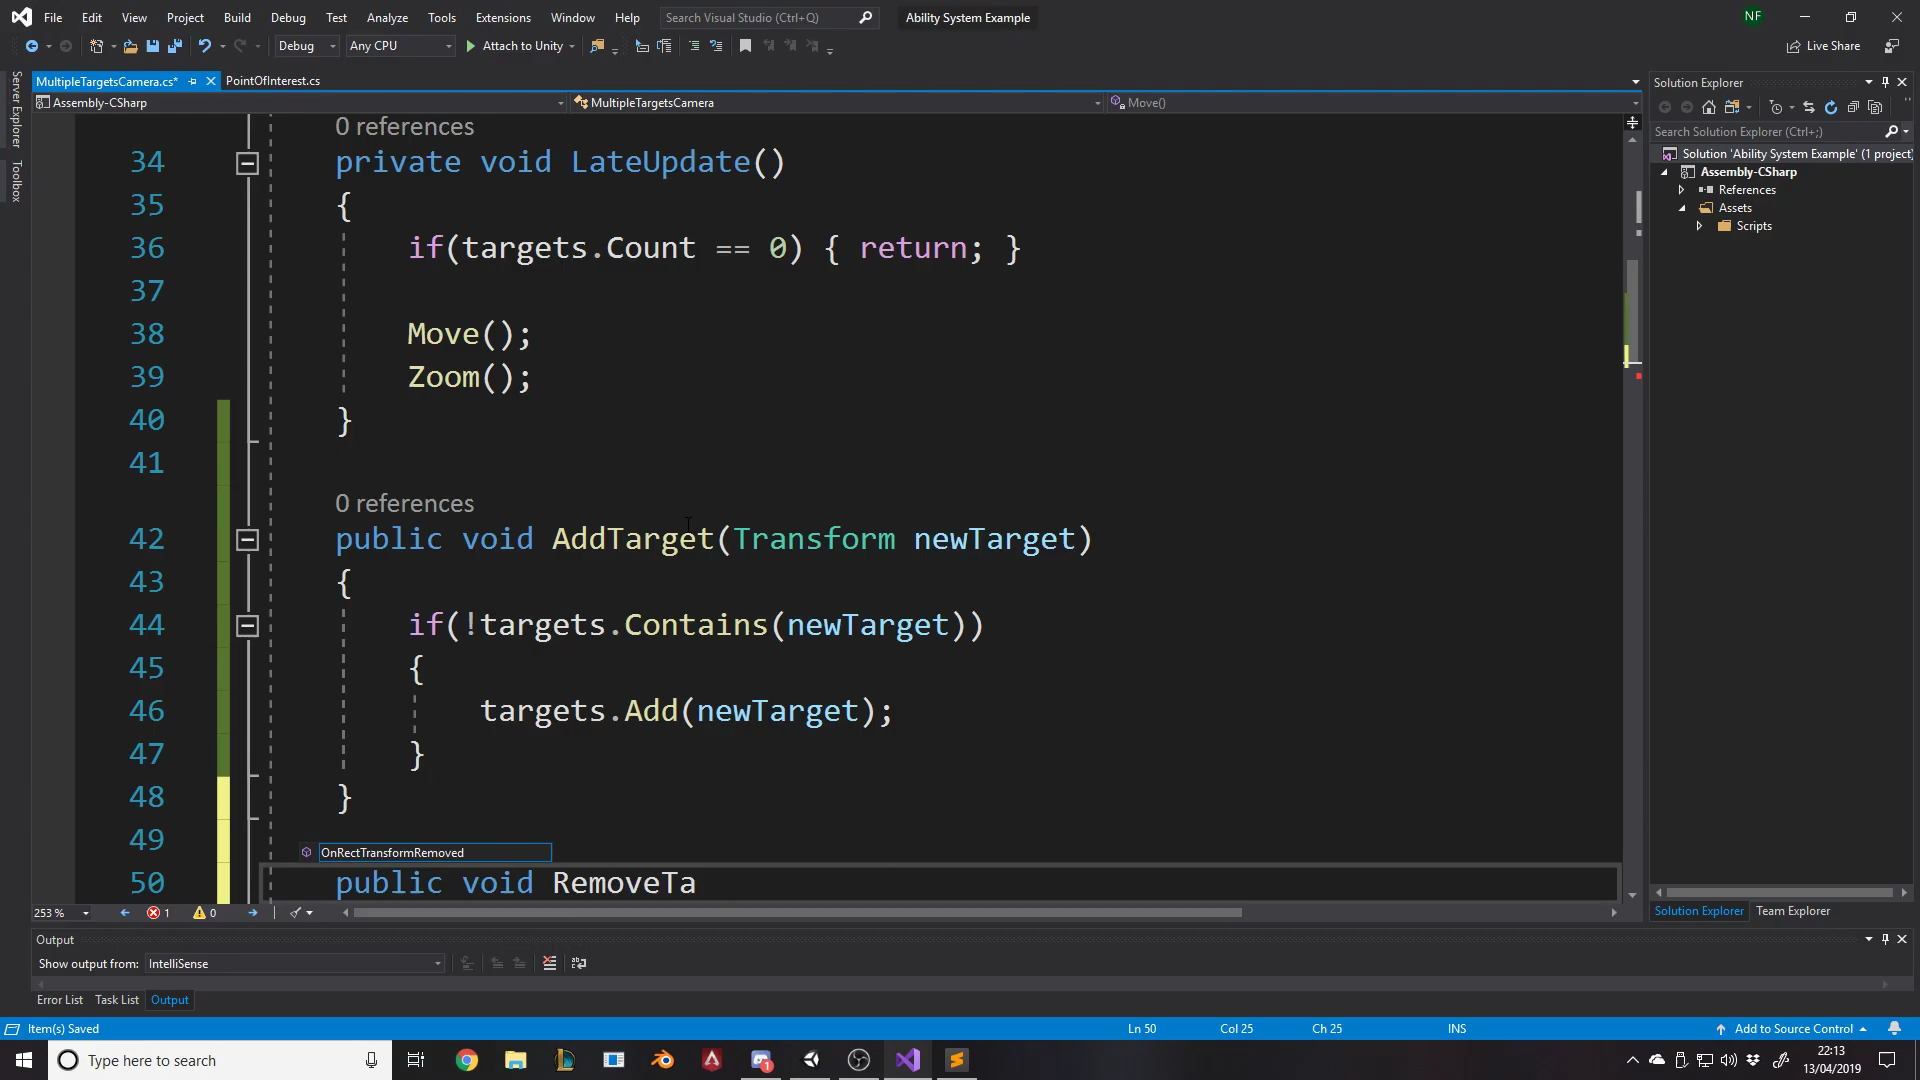 File Edit View Project Build Debug Test Analyze Tools Extensions Window Help Search Visual Studio (Ctrl+Q) Ability System Example NF
Debug Any CPU Attach to Unity Live Share
MultipleTargetsCamera.cs* PointOfInterest.cs
Assembly-CSharp MultipleTargetsCamera Move()
Server Explorer
Toolbox
0 references
34 private void LateUpdate()
35 {
36 if(targets.Count == 0) { return; }
37
38 Move();
39 Zoom();
40 }
41
0 references
42 public void AddTarget(Transform newTarget)
43 {
44 if(!targets.Contains(newTarget))
45 {
46 targets.Add(newTarget);
47 }
48 }
49
OnRectTransformRemoved
50 public void RemoveTa
253 % 1 0
Solution Explorer
Search Solution Explorer (Ctrl+;)
Solution 'Ability System Example' (1 project)
Assembly-CSharp
References
Assets
Scripts
Solution Explorer Team Explorer
Output
Show output from: IntelliSense
Error List Task List Output
Item(s) Saved Ln 50 Col 25 Ch 25 INS Add to Source Control
Type here to search
1
22:13
13/04/2019